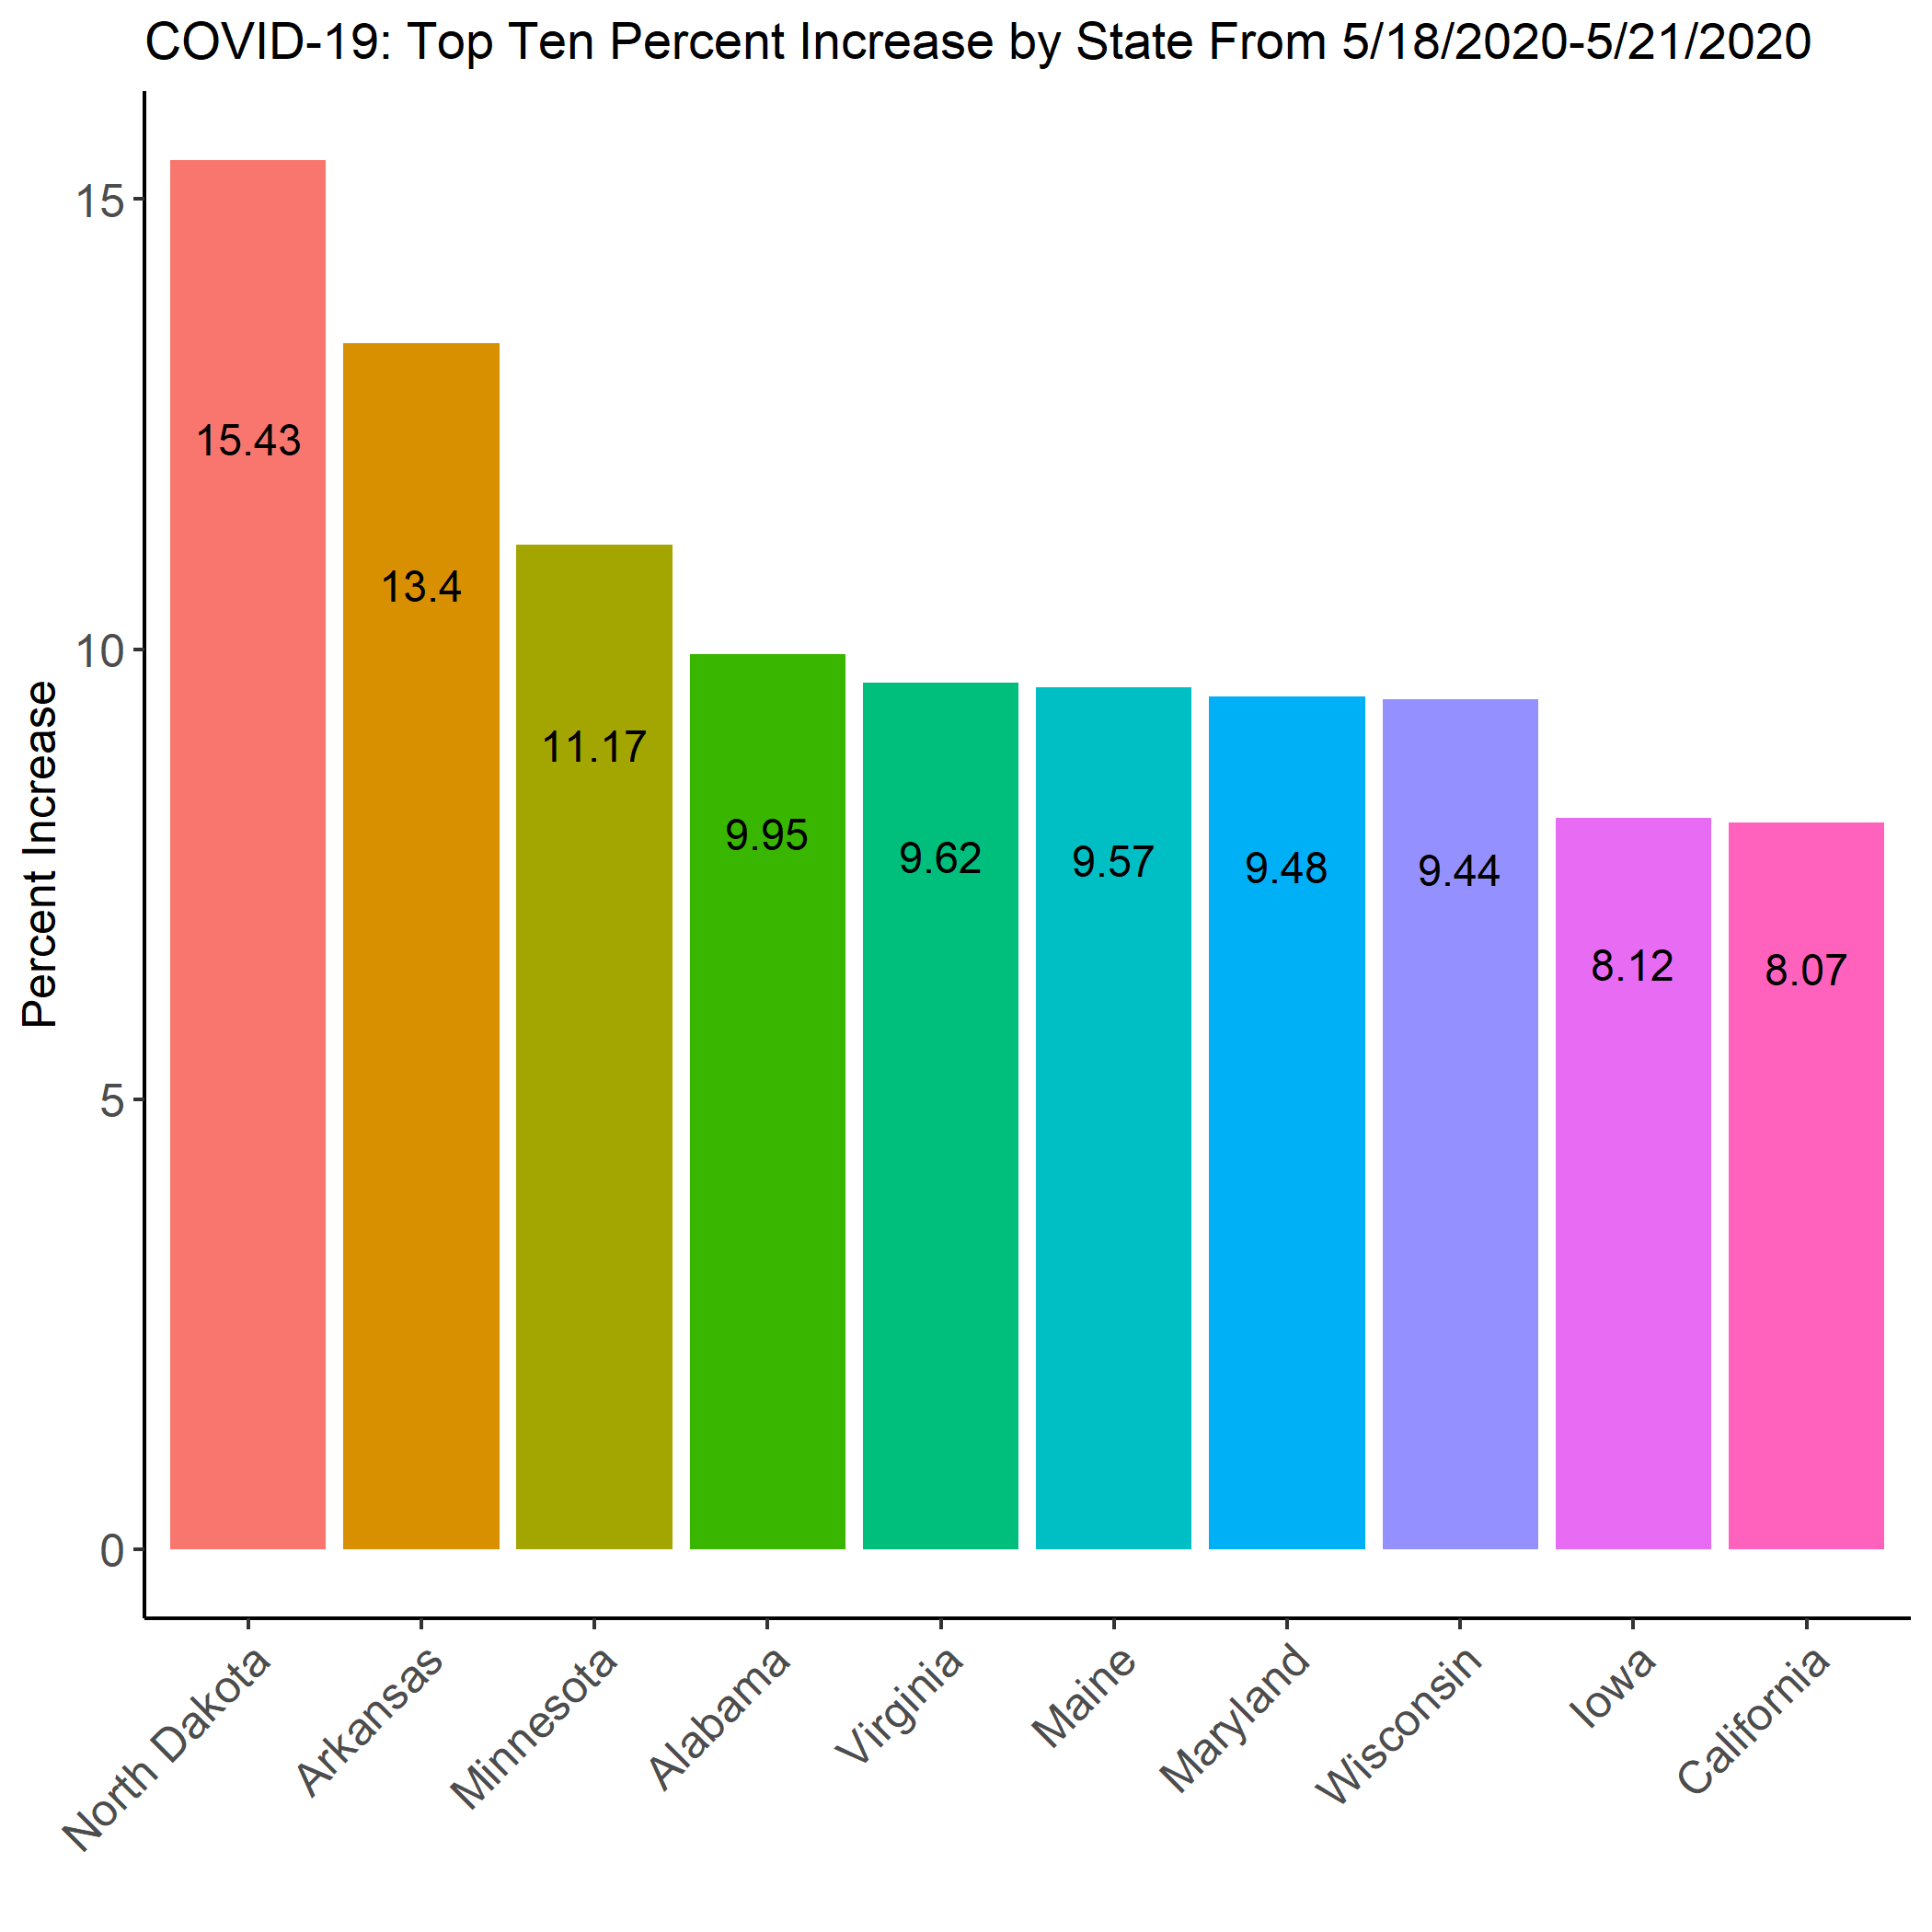 COVID-19: Top Ten Percent Increase by State From 5/18/2020-5/21/2020
Percent Increase
15
10
5
0
15.43
13.4
11.17
9.95
9.62
9.57
9.48
9.44
8.12
8.07
North Dakota
Arkansas
Minnesota
Alabama
Virginia
Maine
Maryland
Wisconsin
Iowa
California